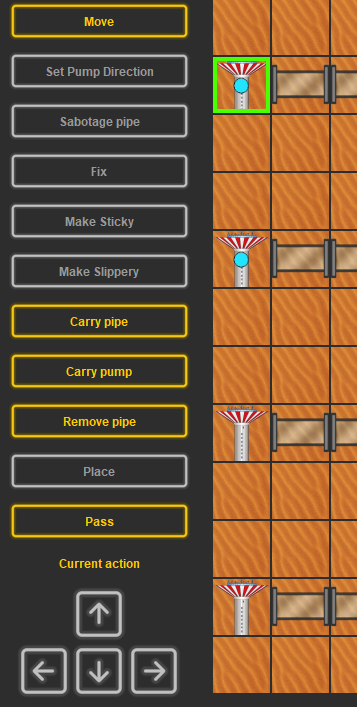 Move
Set Pump Direction
Sabotage pipe
Fix
Make Sticky
Make Slippery
Carry pipe
Carry pump
Remove pipe
Place
Pass
Current action